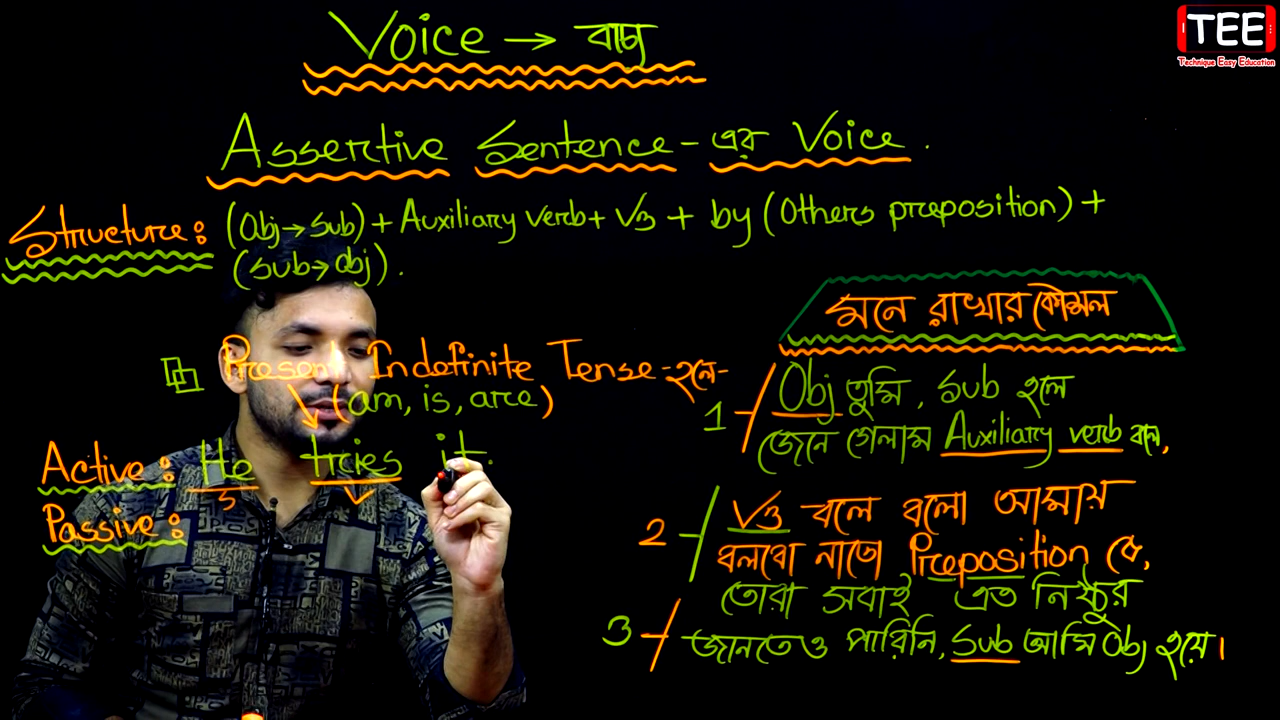 Voice → বাচ্য
TEE
Technique Easy Education
Assertive Sentence - এর Voice.
Structure: (Obj→Sub) + Auxiliary verb + V3 + by (Others preposition) +
(Sub→obj).
মনে রাখার কৌশল
Present Indefinite Tense-হলে-
(am, is, are)
1 Obj তুমি, Sub হলে
জেনে গেলাম Auxiliary verb বলে,
Active: He tries it.
S V
Passive:
2 V3 বলে বলো আমায়
বলবো নাতো Preposition কে,
3 তোরা সবাই এত নিষ্ঠুর
জানতেও পারিনি, Sub আমি Obj হয়ে।